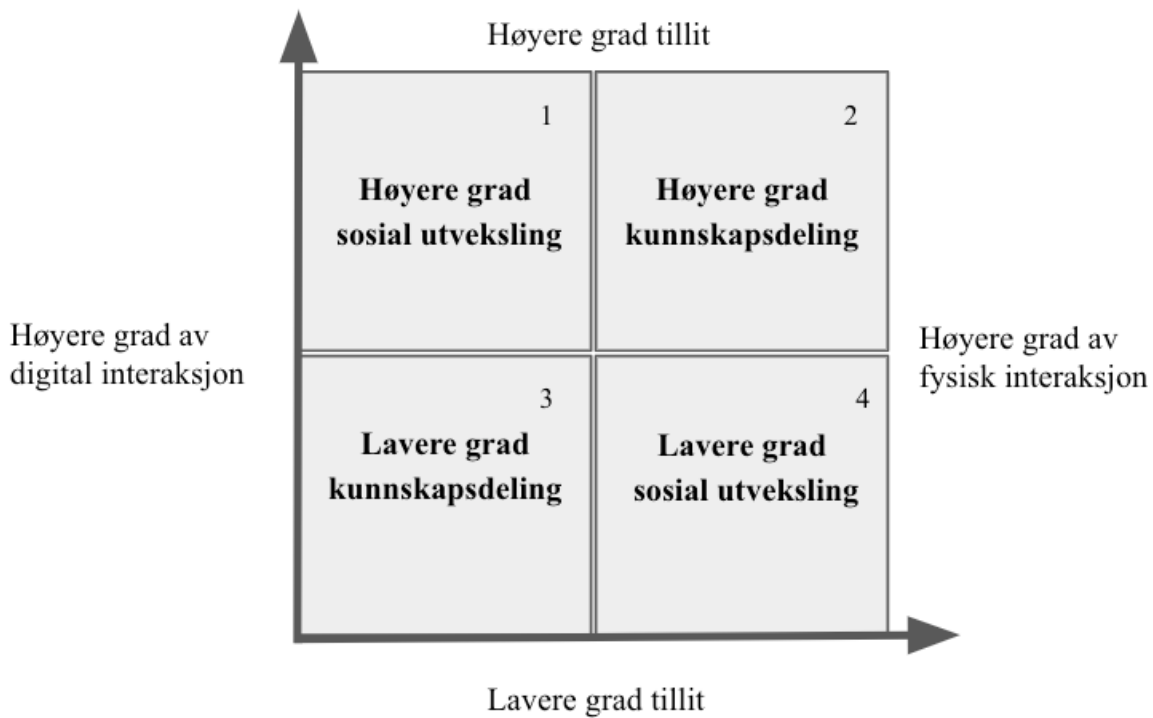 Høyere grad tillit
1
Høyere grad
sosial utveksling
2
Høyere grad
kunnskapsdeling
Høyere grad av
digital interaksjon
Høyere grad av
fysisk interaksjon
3
Lavere grad
kunnskapsdeling
4
Lavere grad
sosial utveksling
Lavere grad tillit